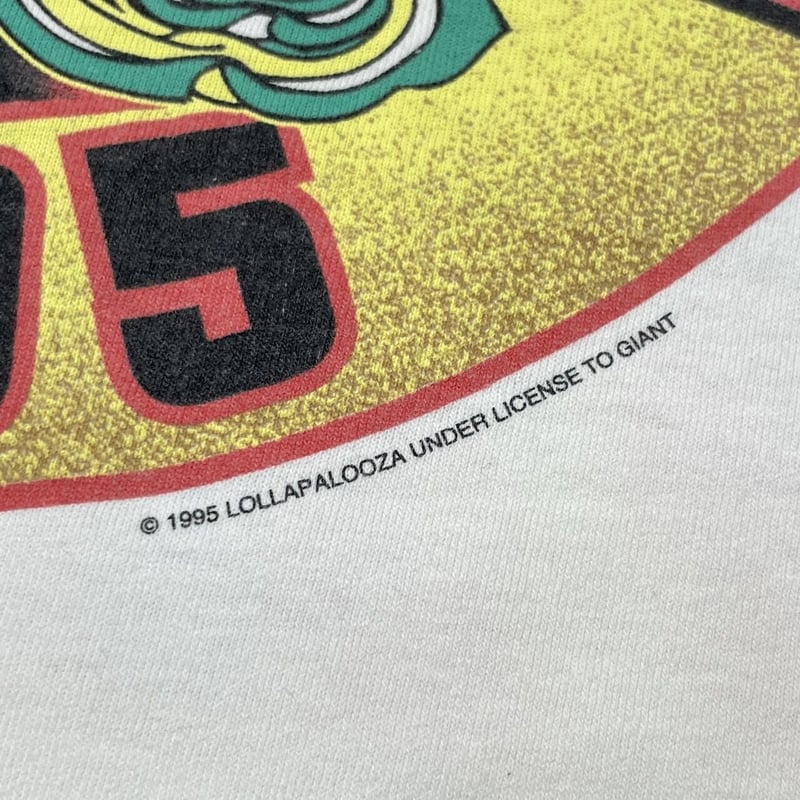 95
© 1995 LOLLAPALOOZA UNDER LICENSE TO GIANT